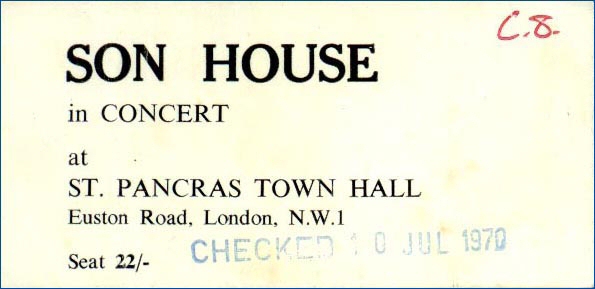 C.8.
SON HOUSE
in CONCERT
at
ST. PANCRAS TOWN HALL
Euston Road, London, N.W.1
Seat 22/- CHECKED 10 JUL 1970